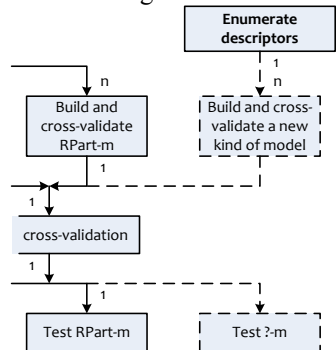 Enumerate
descriptors
1
n
n
Build and
cross-validate
RPart-m
Build and cross-
validate a new
kind of model
1
1
1
cross-validation
1
1
Test RPart-m
Test ?-m